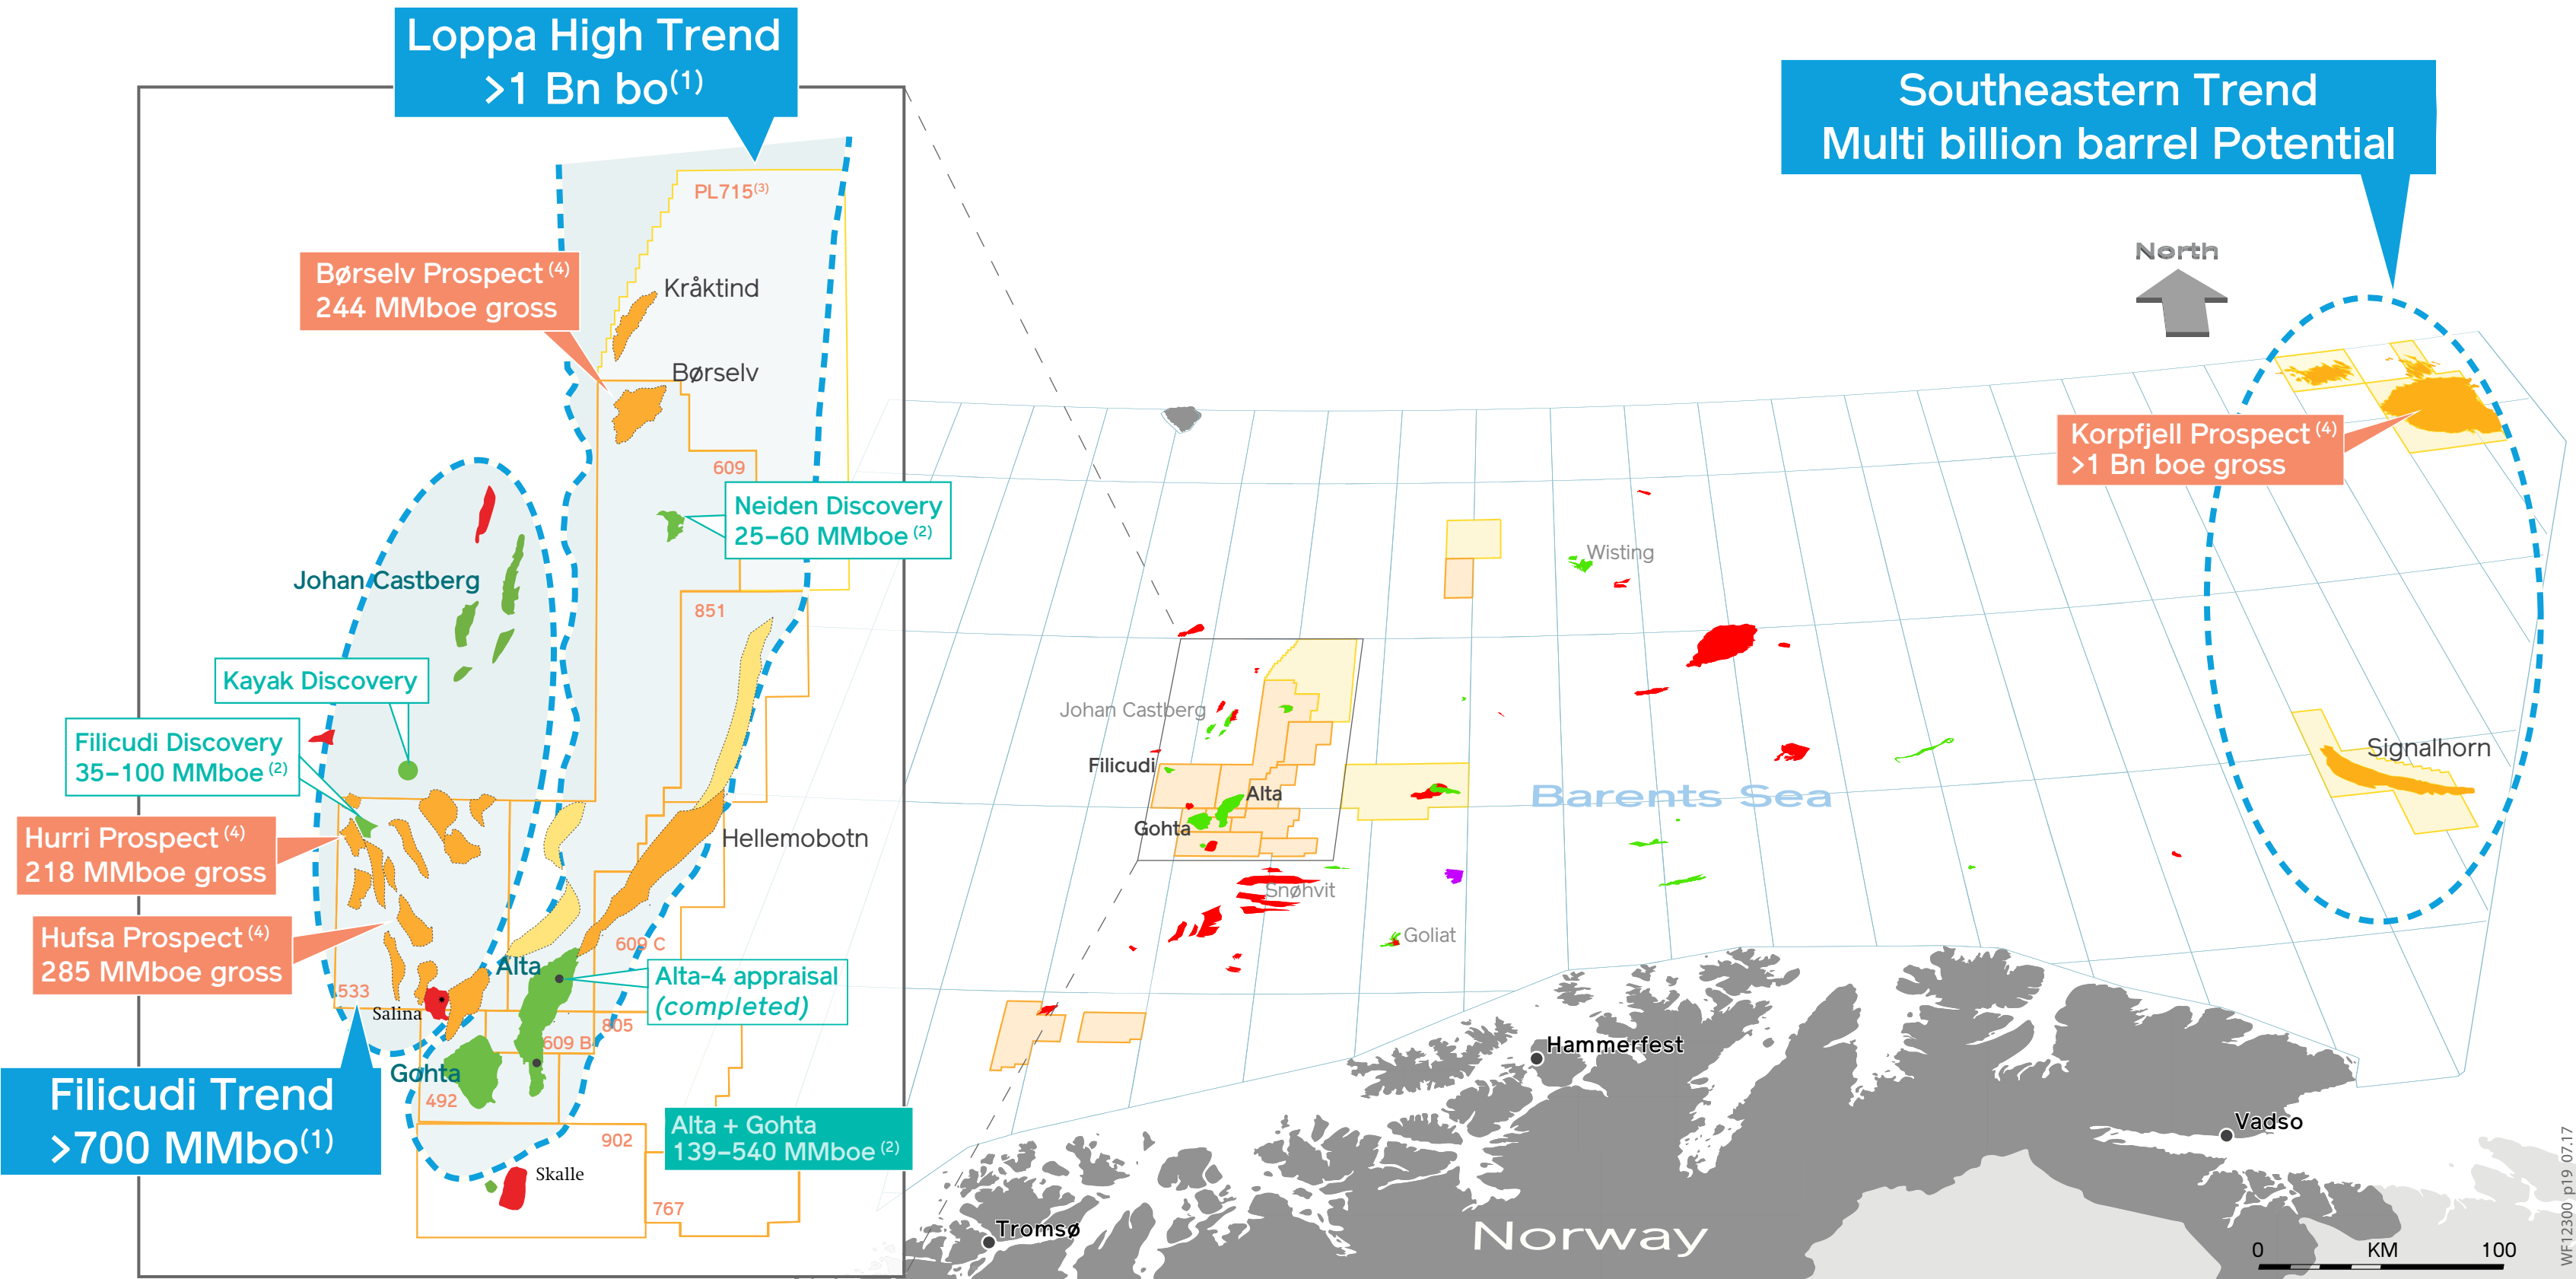 Loppa High Trend
>1 Bn bo(1)
Southeastern Trend
Multi billion barrel Potential
PL715(3)
North
Børselv Prospect (4)
244 MMboe gross
Kråktind
Børselv
Korpfjell Prospect (4)
>1 Bn boe gross
609
Neiden Discovery
25–60 MMboe (2)
Wisting
Johan Castberg
851
Kayak Discovery
Johan Castberg
Filicudi Discovery
35–100 MMboe (2)
Filicudi
Signalhorn
Alta
Barents Sea
Gohta
Hurri Prospect (4)
218 MMboe gross
Hellemobotn
Snøhvit
Hufsa Prospect (4)
285 MMboe gross
609 C
Goliat
Alta
Alta-4 appraisal
(completed)
533
Salina
805
609 B
Hammerfest
Gohta
492
Filicudi Trend
>700 MMbo(1)
Alta + Gohta
139–540 MMboe (2)
902
Vadso
Skalle
767
Tromsø
Norway
0 KM 100
WF12300 p19 07.17